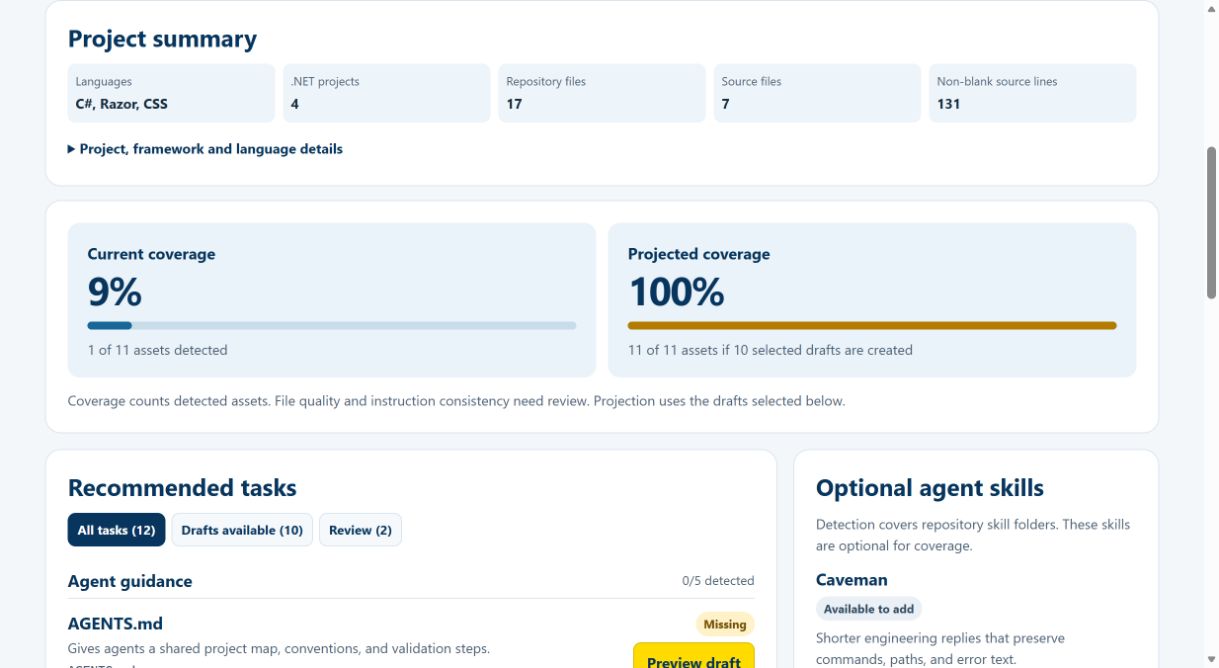 Project summary
Languages
C#, Razor, CSS
.NET projects
4
Repository files
17
Source files
7
Non-blank source lines
131
Project, framework and language details
Current coverage
9%
1 of 11 assets detected
Projected coverage
100%
11 of 11 assets if 10 selected drafts are created
Coverage counts detected assets. File quality and instruction consistency need review. Projection uses the drafts selected below.
Recommended tasks
All tasks (12)
Drafts available (10)
Review (2)
Agent guidance
0/5 detected
AGENTS.md
Missing
Gives agents a shared project map, conventions, and validation steps.
Preview draft
AGENTS.md
Optional agent skills
Detection covers repository skill folders. These skills
are optional for coverage.
Caveman
Available to add
Shorter engineering replies that preserve
commands, paths, and error text.